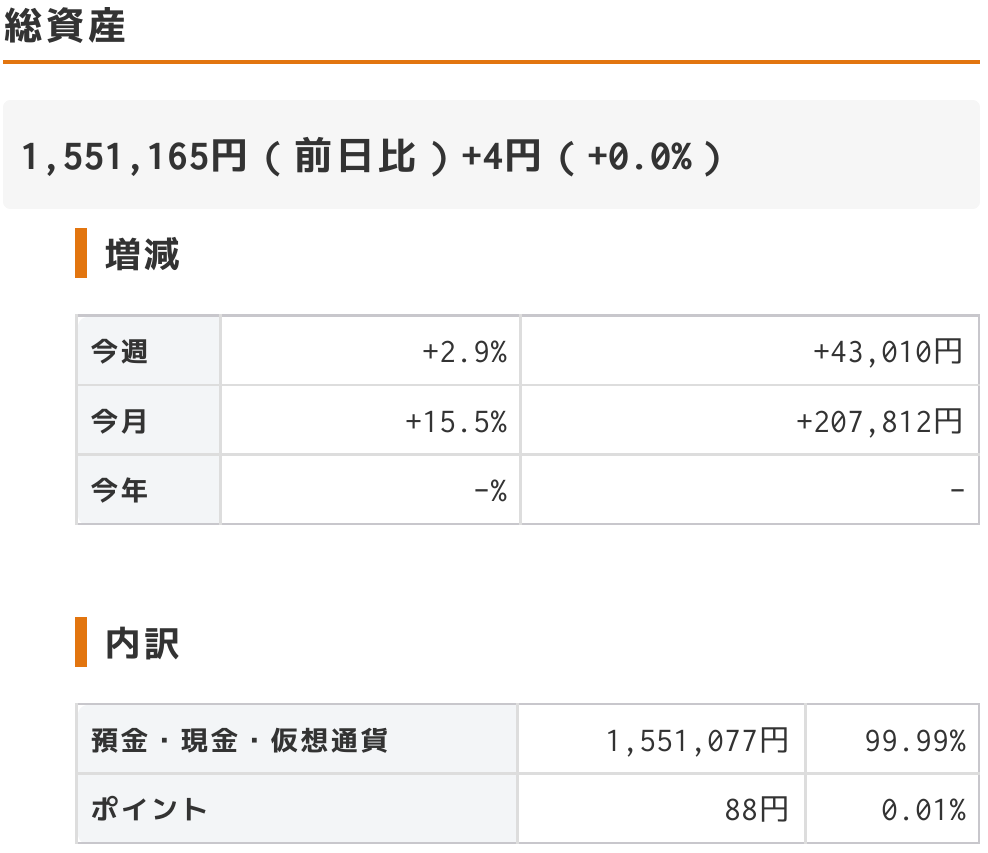 総資産
1,551,165円（前日比）+4円（+0.0%）
増減
今週 +2.9% +43,010円
今月 +15.5% +207,812円
今年 -% -
内訳
預金・現金・仮想通貨 1,551,077円 99.99%
ポイント 88円 0.01%